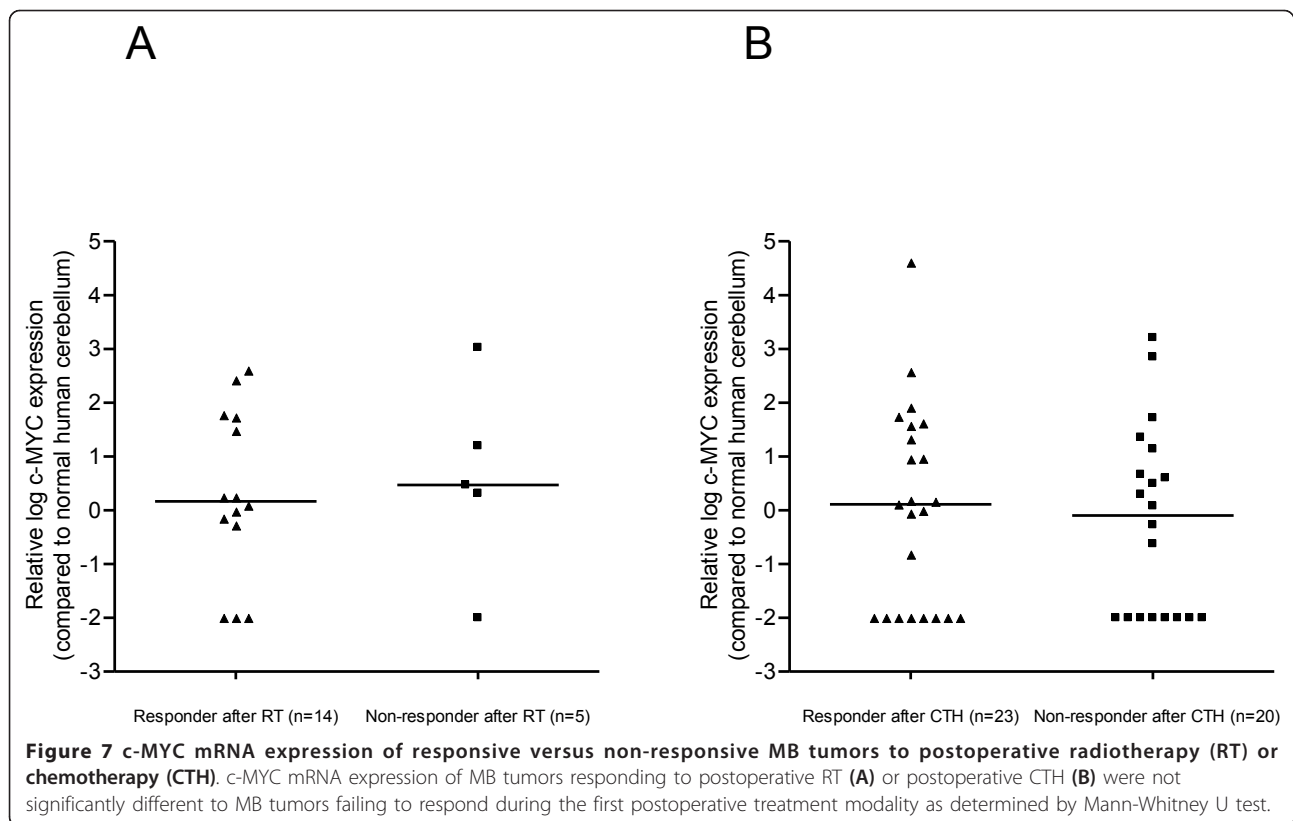 A
B
Relative log c-MYC expression
(compared to normal human cerebellum)
5
4
3
2
1
0
-1
-2
-3
Responder after RT (n=14)
Non-responder after RT (n=5)
Relative log c-MYC expression
(compared to normal human cerebellum)
5
4
3
2
1
0
-1
-2
-3
Responder after CTH (n=23)
Non-responder after CTH (n=20)
Figure 7 c-MYC mRNA expression of responsive versus non-responsive MB tumors to postoperative radiotherapy (RT) or
chemotherapy (CTH). c-MYC mRNA expression of MB tumors responding to postoperative RT (A) or postoperative CTH (B) were not
significantly different to MB tumors failing to respond during the first postoperative treatment modality as determined by Mann-Whitney U test.